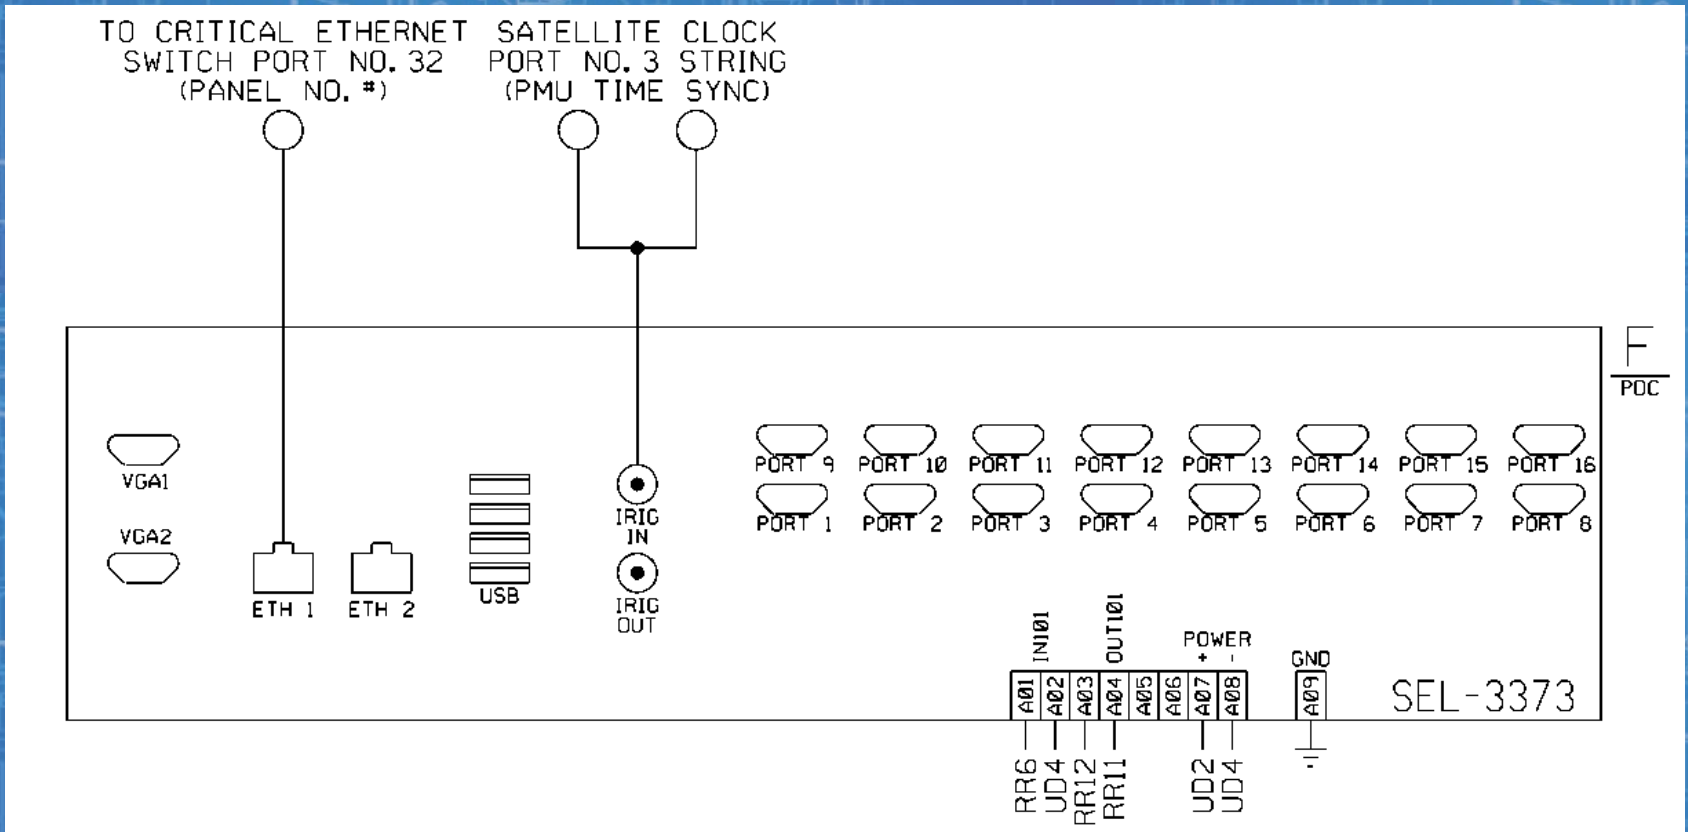 TO CRITICAL ETHERNET
SWITCH PORT NO. 32
(PANEL NO. #)
SATELLITE CLOCK
PORT NO. 3 STRING
(PMU TIME SYNC)
F
PDC
VGA1
VGA2
ETH 1
ETH 2
USB
IRIG
IN
IRIG
OUT
PORT 9
PORT 10
PORT 11
PORT 12
PORT 13
PORT 14
PORT 15
PORT 16
PORT 1
PORT 2
PORT 3
PORT 4
PORT 5
PORT 6
PORT 7
PORT 8
IN101
OUT101
POWER
+ -
GND
A01
A02
A03
A04
A05
A06
A07
A08
A09
SEL-3373
RR6
UD4
RR12
RR11
UD2
UD4